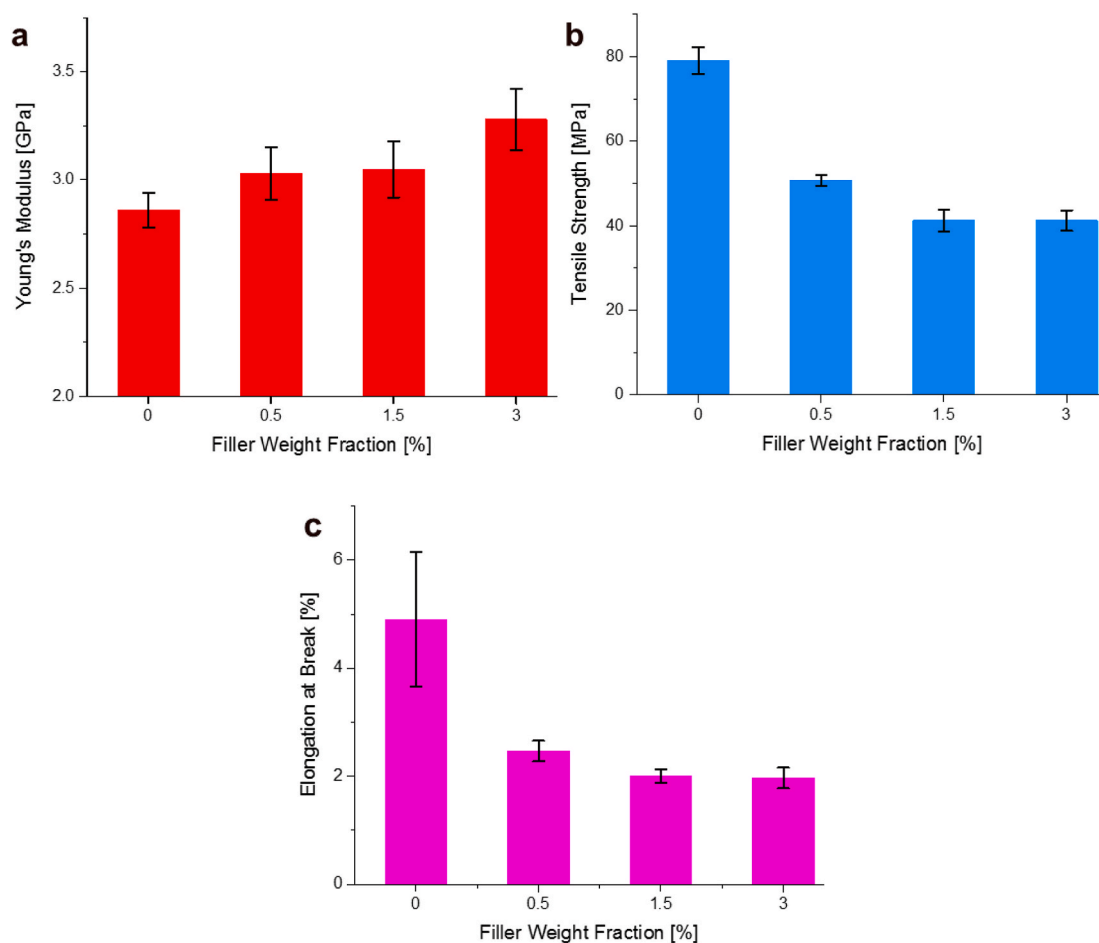 a
Young's Modulus [GPa]
3.5
3.0
2.5
2.0
0 0.5 1.5 3
Filler Weight Fraction [%]
b
Tensile Strength [MPa]
80
60
40
20
0
0 0.5 1.5 3
Filler Weight Fraction [%]
c
Elongation at Break [%]
6
4
2
0
0 0.5 1.5 3
Filler Weight Fraction [%]